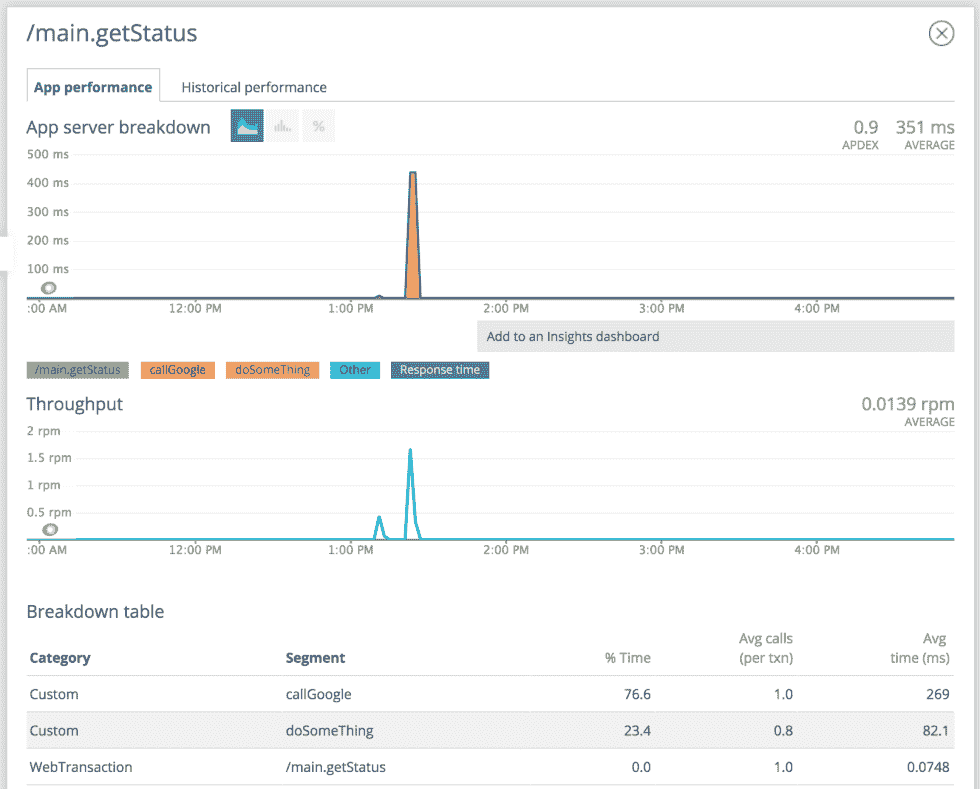 /main.getStatus
App performance Historical performance
App server breakdown % 0.9 351 ms
APDEX AVERAGE
500 ms
400 ms
300 ms
200 ms
100 ms
:00 AM 12:00 PM 1:00 PM 2:00 PM 3:00 PM 4:00 PM
Add to an Insights dashboard
/main.getStatus callGoogle doSomeThing Other Response time
Throughput 0.0139 rpm
AVERAGE
2 rpm
1.5 rpm
1 rpm
0.5 rpm
:00 AM 12:00 PM 1:00 PM 2:00 PM 3:00 PM 4:00 PM
Breakdown table
Avg calls Avg
Category Segment % Time (per txn) time (ms)
Custom callGoogle 76.6 1.0 269
Custom doSomeThing 23.4 0.8 82.1
WebTransaction /main.getStatus 0.0 1.0 0.0748